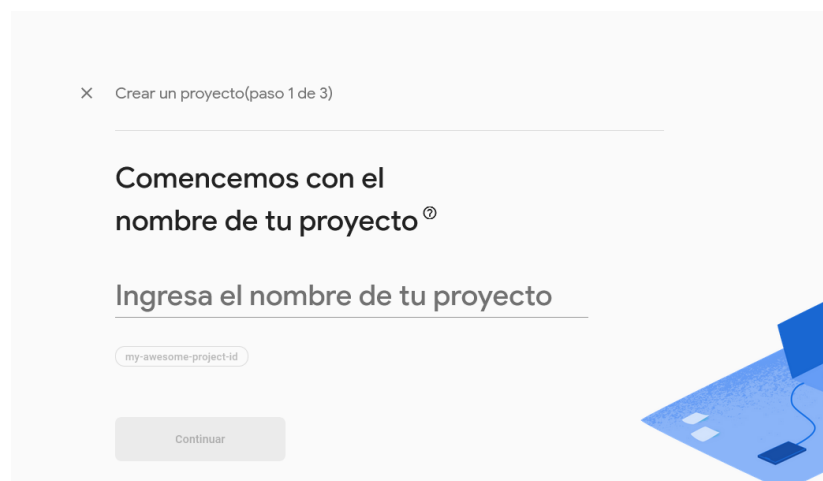 Crear un proyecto(paso 1 de 3)
Comencemos con el
nombre de tu proyecto
Ingresa el nombre de tu proyecto
my-awesome-project-id
Continuar